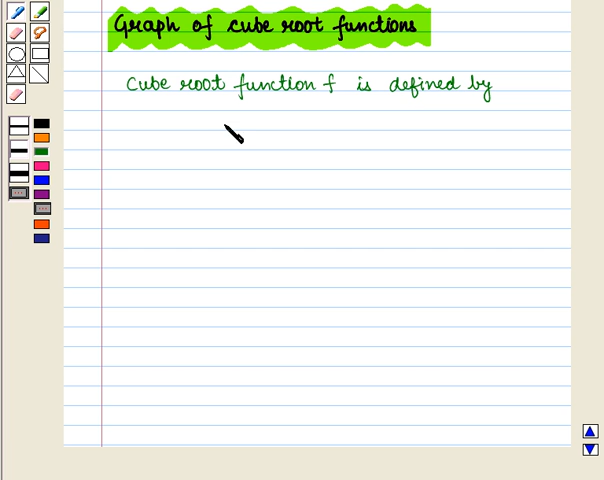 Graph of cube root functions
Cube root function f is defined by